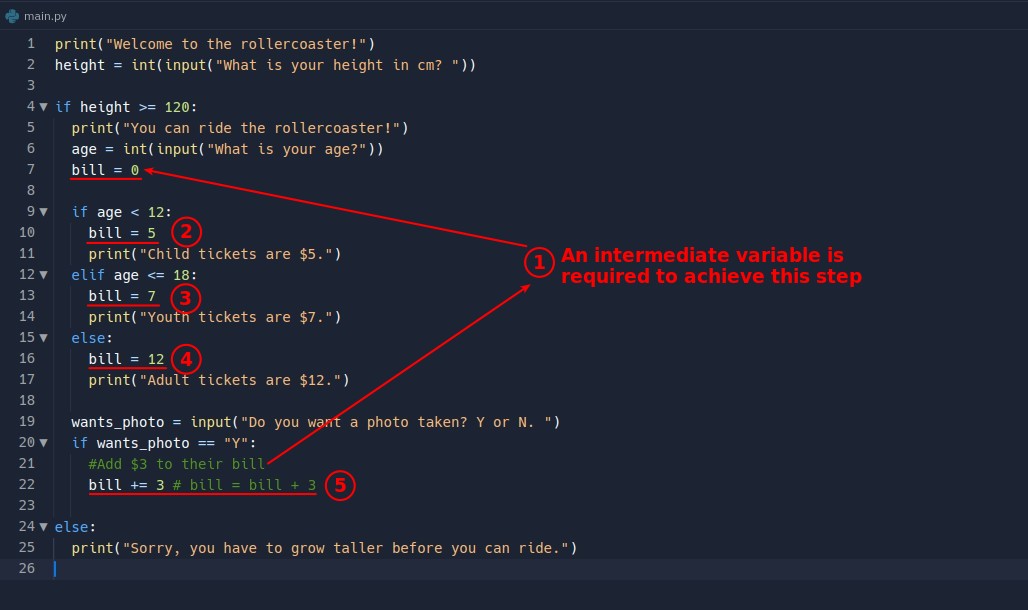 main.py
1 print("Welcome to the rollercoaster!")
2 height = int(input("What is your height in cm? "))
3
4 if height >= 120:
5 print("You can ride the rollercoaster!")
6 age = int(input("What is your age?"))
7 bill = 0
8
9 if age < 12:
10 bill = 5 2
11 print("Child tickets are $5.")
1 An intermediate variable is
required to achieve this step
12 elif age <= 18:
13 bill = 7 3
14 print("Youth tickets are $7.")
15 else:
16 bill = 12 4
17 print("Adult tickets are $12.")
18
19 wants_photo = input("Do you want a photo taken? Y or N. ")
20 if wants_photo == "Y":
21 #Add $3 to their bill
22 bill += 3 # bill = bill + 3 5
23
24 else:
25 print("Sorry, you have to grow taller before you can ride.")
26